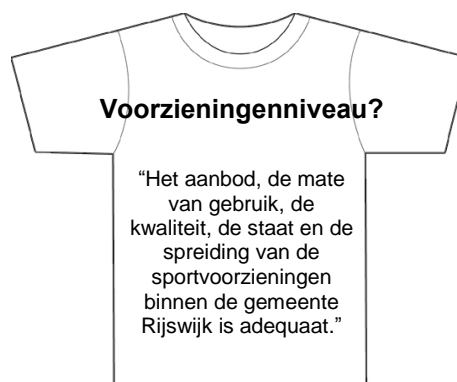 Voorzieningenniveau?
“Het aanbod, de mate
van gebruik, de
kwaliteit, de staat en de
spreiding van de
sportvoorzieningen
binnen de gemeente
Rijswijk is adequaat.”